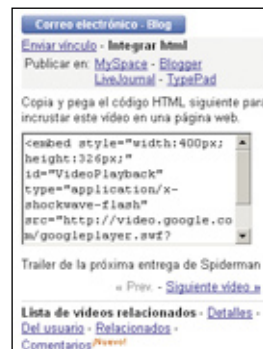 Correo electrónico - Blog
Enviar vínculo - Integrar html
Publicar en: MySpace - Blogger
LiveJournal - TypePad
Copia y pega el código HTML siguiente para
incrustar este vídeo en una página web.
<embed style="width:400px;
height:326px;"
id="VideoPlayback"
type="application/x-
shockwave-flash"
src="http://video.google.co
m/googleplayer.swf?
Trailer de la próxima entrega de Spiderman
« Prev. - Siguiente vídeo »
Lista de vídeos relacionados - Detalles -
Del usuario - Relacionados -
Comentarios ¡Nuevo!